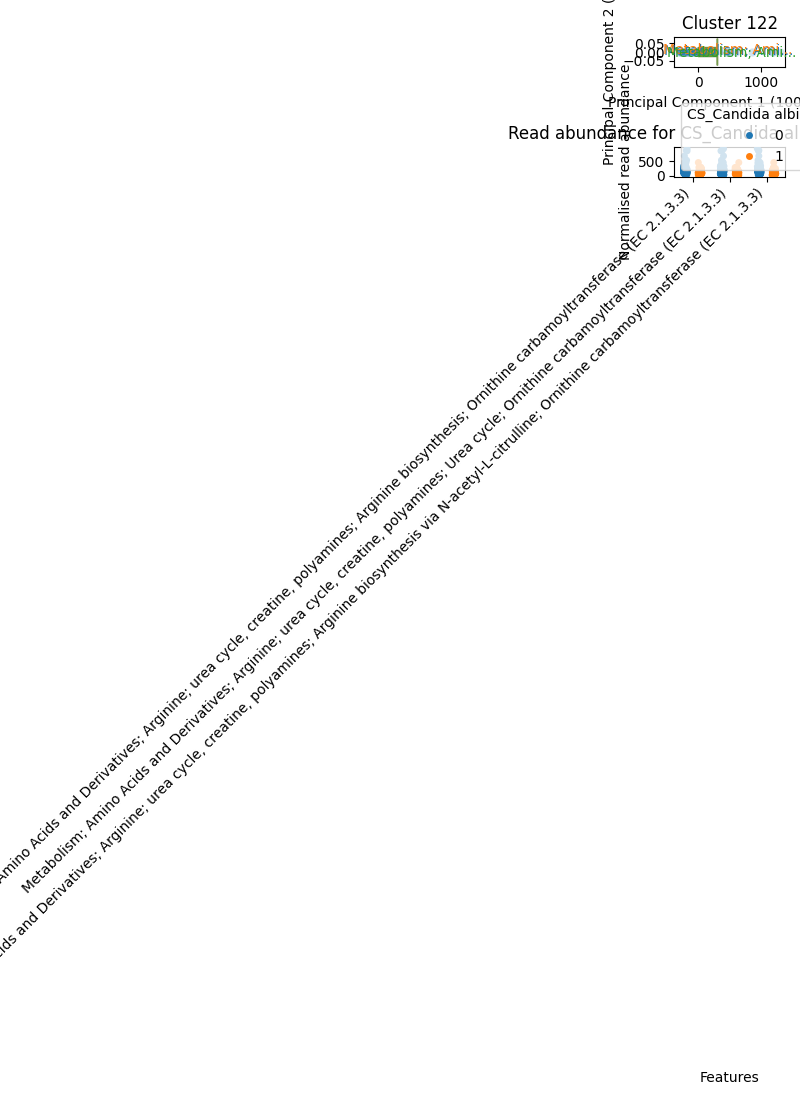 Cluster 122
Principal Component 2 (
0.05
0.00
−0.05
Metabolism; Ami...
0
1000
Principal Component 1 (100
Read abundance for CS_Candida al
CS_Candida albi
0
1
Normalised read abundance
500
0
Amino Acids and Derivatives; Arginine; urea cycle, creatine, polyamines; Arginine biosynthesis; Ornithine carbamoyltransferase (EC 2.1.3.3)
Metabolism; Amino Acids and Derivatives; Arginine; urea cycle, creatine, polyamines; Urea cycle; Ornithine carbamoyltransferase (EC 2.1.3.3)
ids and Derivatives; Arginine; urea cycle, creatine, polyamines; Arginine biosynthesis via N-acetyl-L-citrulline; Ornithine carbamoyltransferase (EC 2.1.3.3)
Features